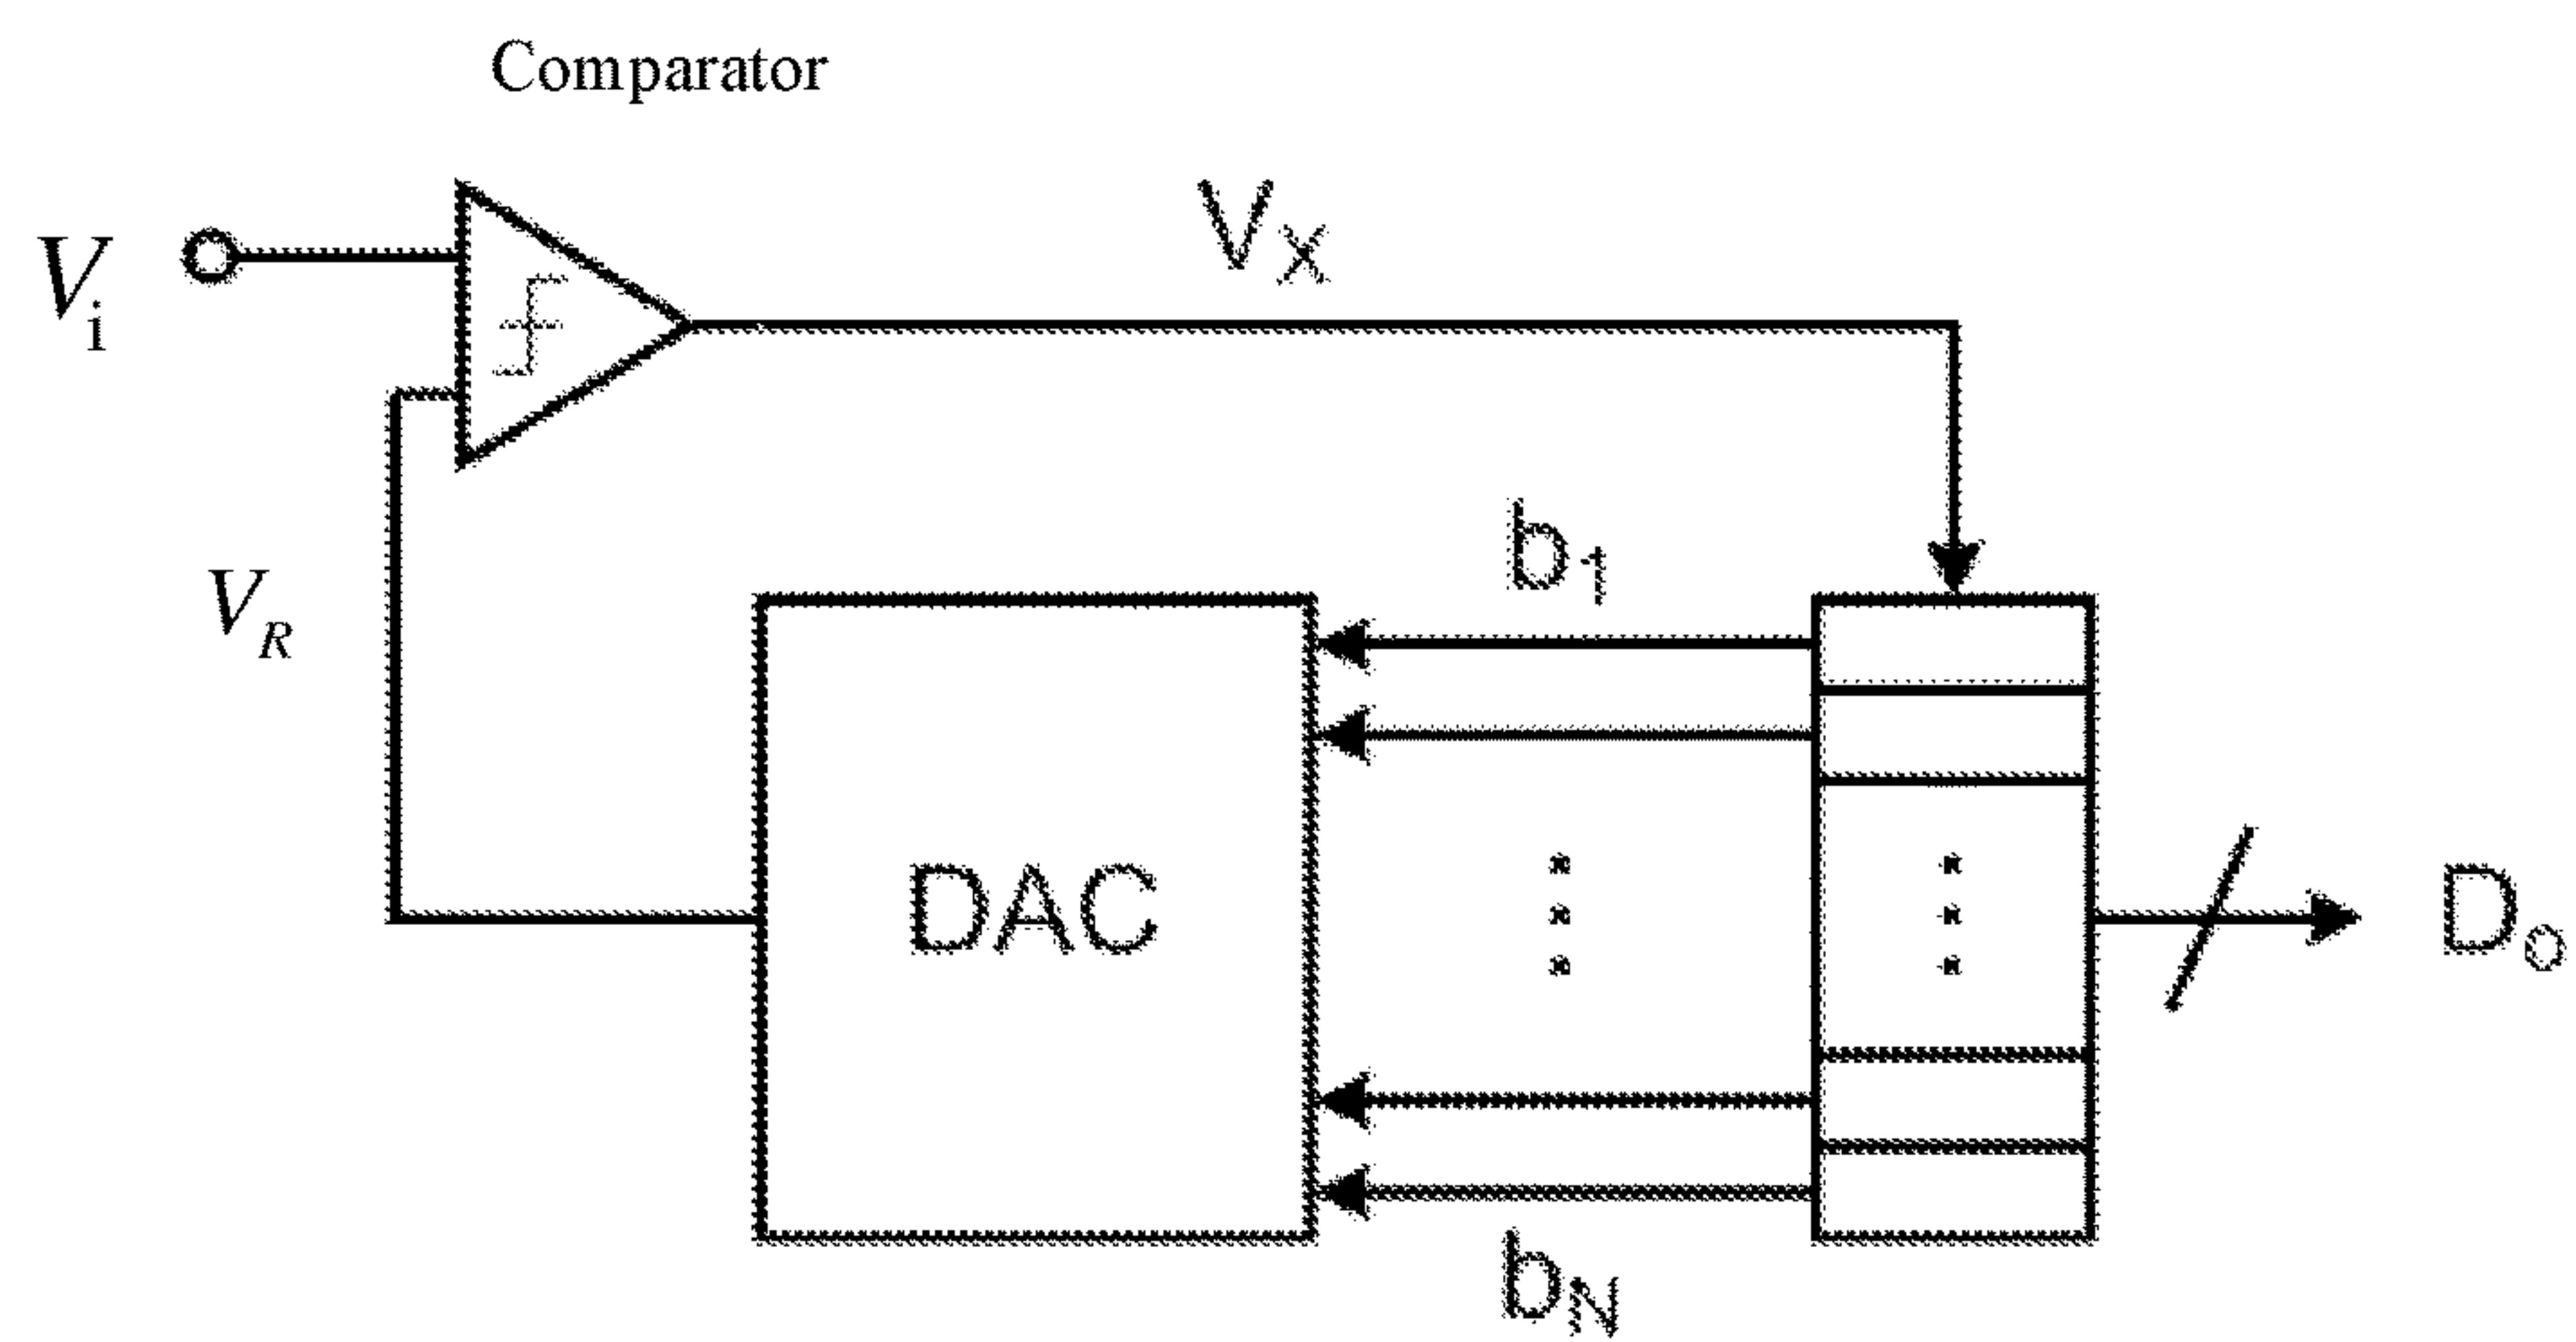 Comparator
Vi
VX
b1
VR
DAC
Do
bN